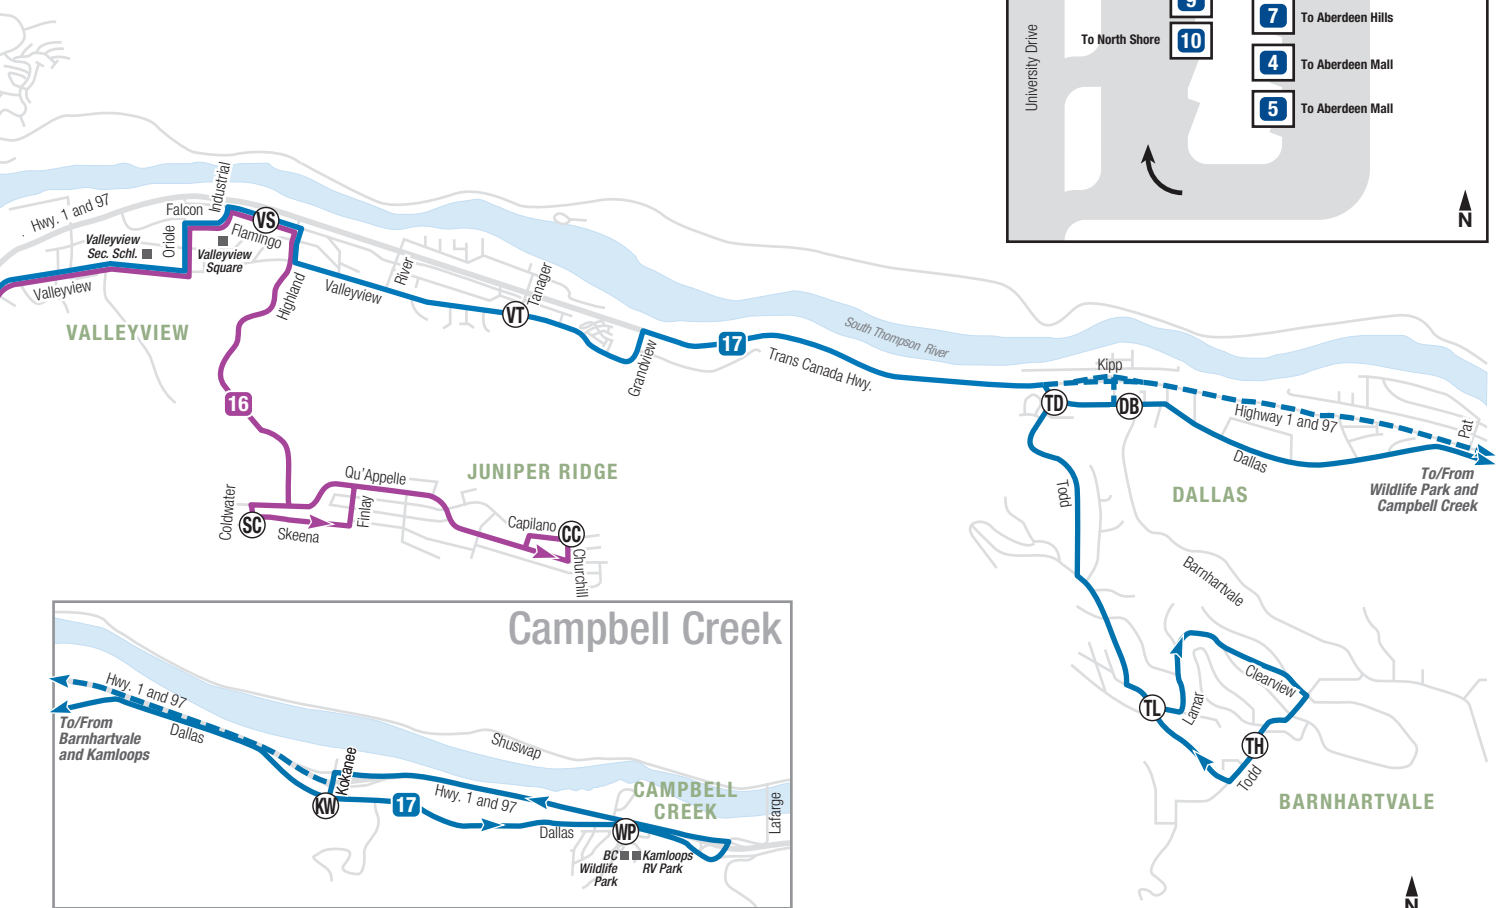 9
7 To Aberdeen Hills
To North Shore 10
4 To Aberdeen Mall
5 To Aberdeen Mall
University Drive
N
Hwy. 1 and 97
Falcon
Industrial
VS
Flamingo
Oriole
Valleyview
Sec. Schl.
Valleyview
Square
Valleyview
Highland
Valleyview
River
Tanager
VT
VALLEYVIEW
Grandview
17
Trans Canada Hwy.
South Thompson River
Kipp
TD
DB
Highway 1 and 97
Pat
Dallas
To/From
Wildlife Park and
Campbell Creek
DALLAS
16
JUNIPER RIDGE
Qu'Appelle
Coldwater
SC
Skeena
Finlay
Capilano
CC
Churchill
Todd
Barnhartvale
Clearview
Lamar
TL
TH
Todd
BARNHARTVALE
N
Campbell Creek
Hwy. 1 and 97
To/From
Barnhartvale
and Kamloops
Dallas
Shuswap
Kokanee
KW
17
Hwy. 1 and 97
CAMPBELL
CREEK
Dallas
WP
Lafarge
BC
Wildlife
Park
Kamloops
RV Park